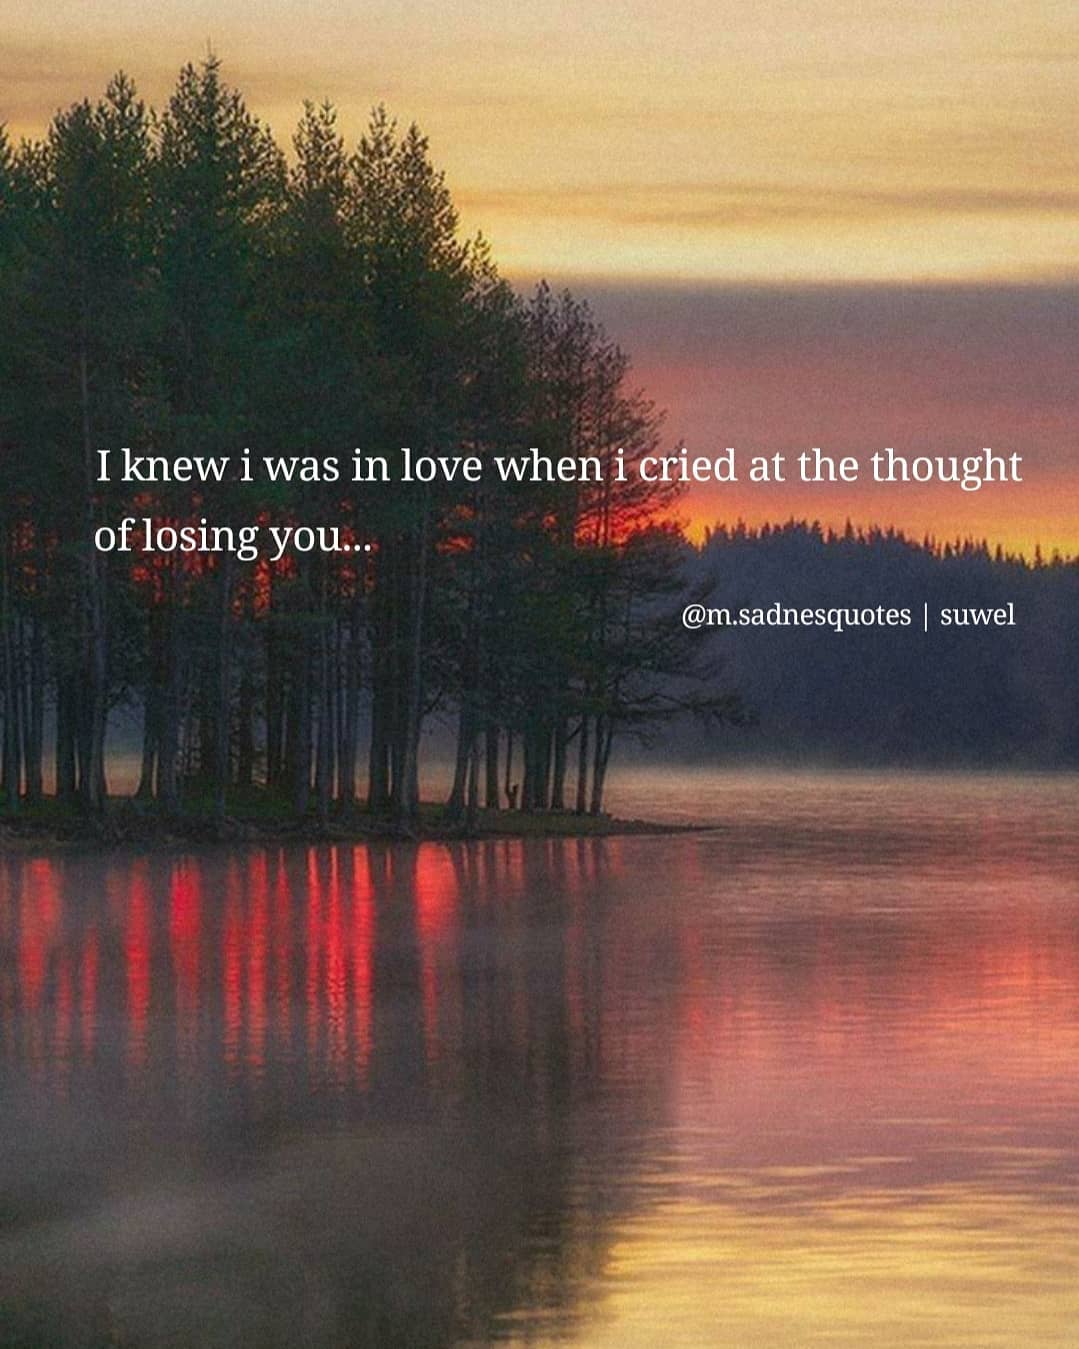 I knew i was in love when i cried at the thought
of losing you...
@m.sadnesquotes | suwel